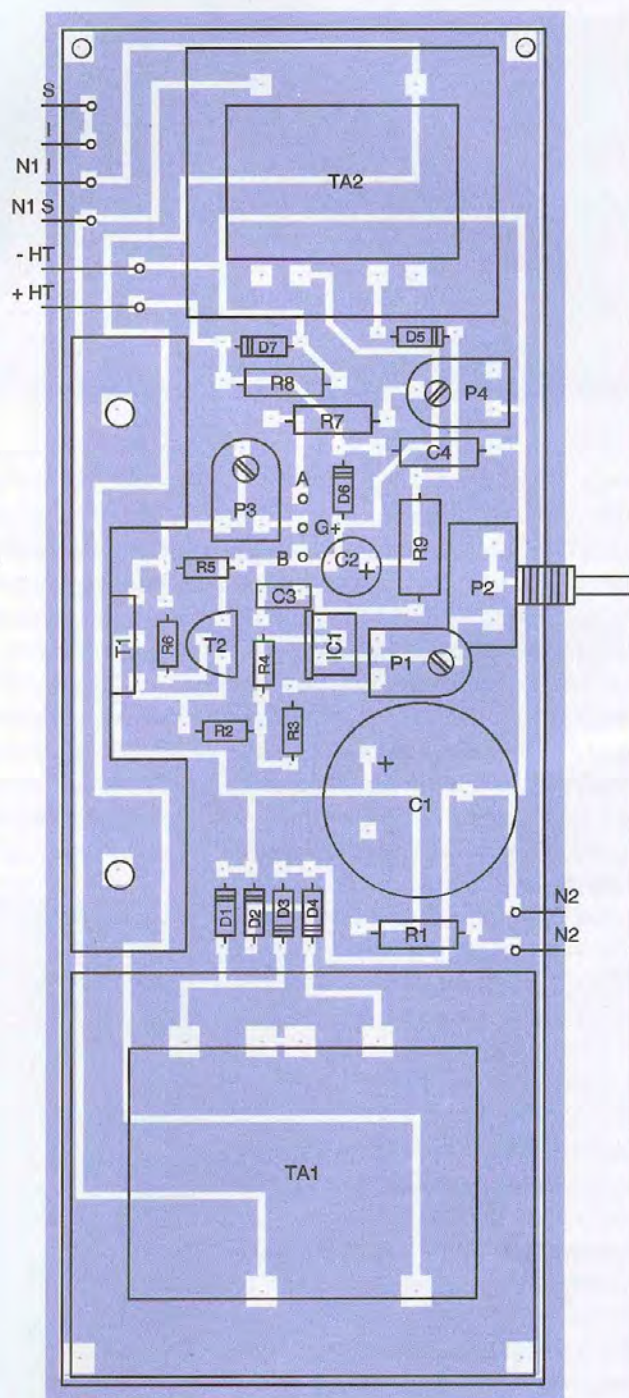 S
I
N1 I
N1 S
- HT
+ HT
TA2
D7
D5
R8
P4
R7
C4
A
D6
P3
G+
R9
B
C2
+
P2
R5
C3
T1
R6
T2
IC1
R4
P1
R2
R3
+
C1
N2
D1
D2
D3
D4
R1
N2
TA1